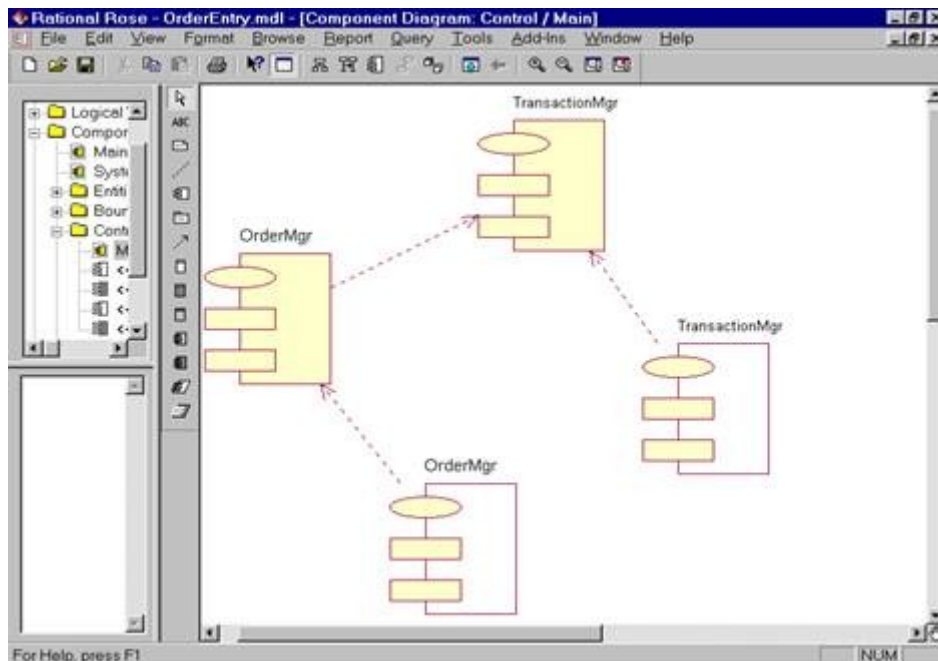 Rational Rose - OrderEntry.mdl - [Component Diagram: Control / Main]
File Edit View Format Browse Report Query Tools Add-Ins Window Help
ABC
Logical
Compor
Main
Syst
Entiti
Bour
Cont
M
TransactionMgr
OrderMgr
TransactionMgr
OrderMgr
For Help, press F1
NUM